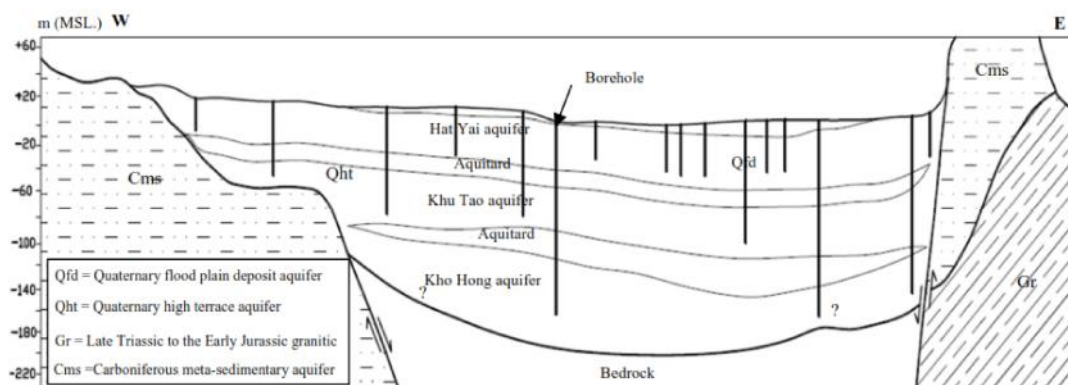 m (MSL.) W E
+60
Cms
Borehole
+20
Hat Yai aquifer
-20
Aquitard Qfd
Cms Qht
-60
Khu Tao aquifer
-100
Aquitard
Qfd = Quaternary flood plain deposit aquifer
Kho Hong aquifer
Gr
-140
?
Qht = Quaternary high terrace aquifer
?
-180
Gr = Late Triassic to the Early Jurassic granitic
Cms =Carboniferous meta-sedimentary aquifer
-220
Bedrock